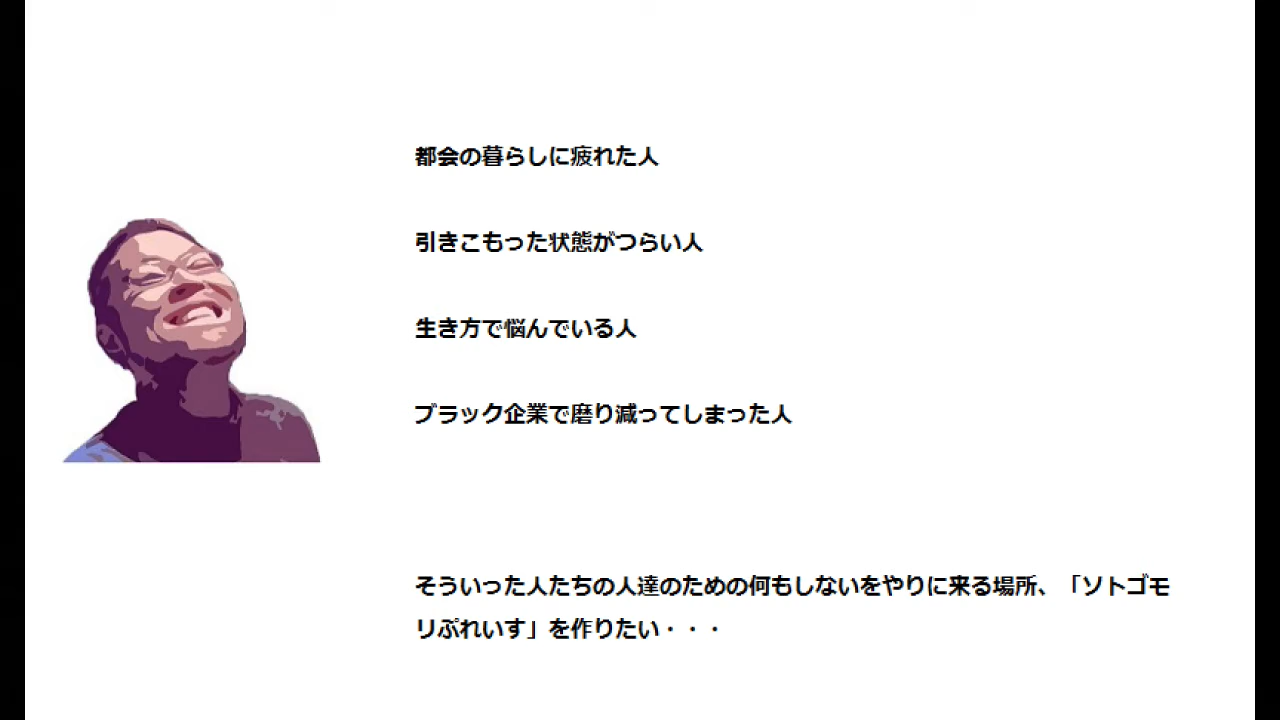 都会の暮らしに疲れた人
引きこもった状態がつらい人
生き方で悩んでいる人
ブラック企業で磨り減ってしまった人
そういった人たちの人達のための何もしないをやりに来る場所、「ソトゴモ
リぷれいす」を作りたい・・・